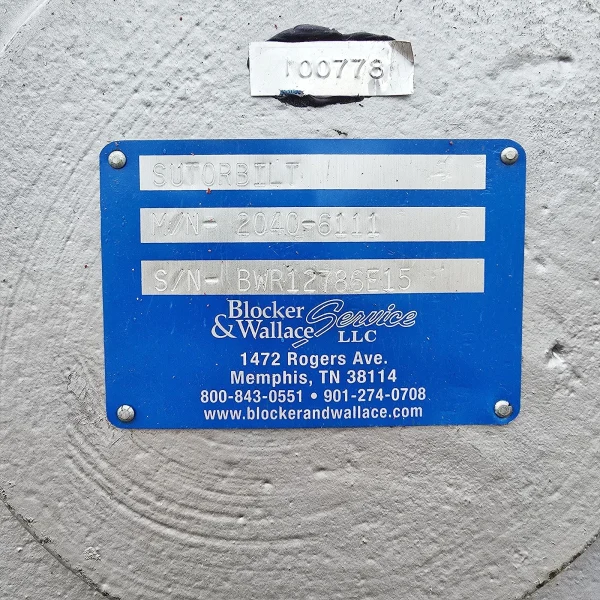 100778
SUTORBILT
M/N- 2040-6111
S/N- BWR12786E15
Blocker
& Wallace Service
LLC
1472 Rogers Ave.
Memphis, TN 38114
800-843-0551 • 901-274-0708
www.blockerandwallace.com